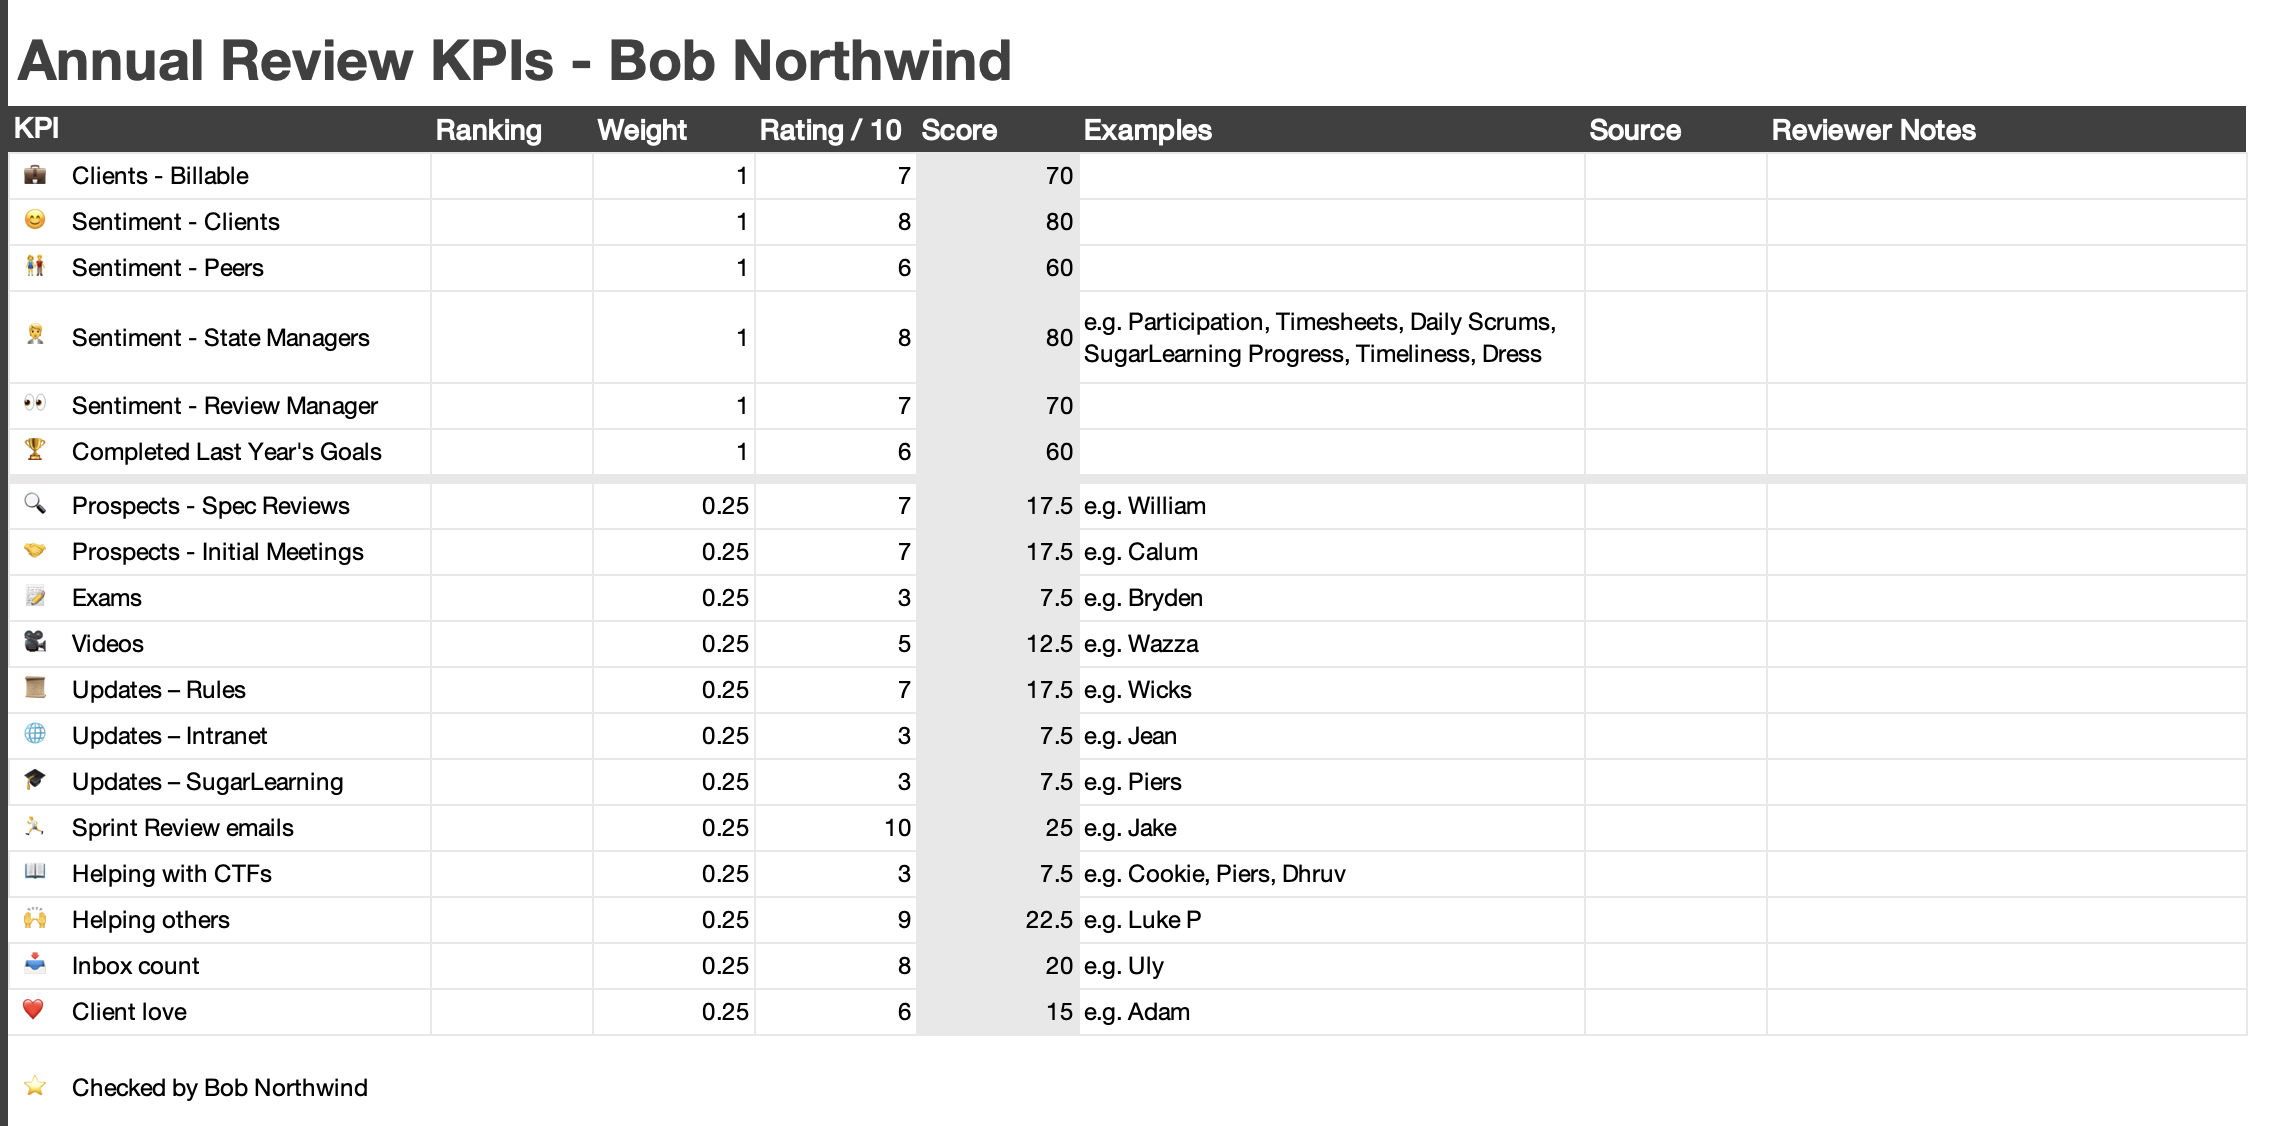 Annual Review KPIs - Bob Northwind
KPI Ranking Weight Rating / 10 Score Examples Source Reviewer Notes
Clients - Billable 1 7 70
Sentiment - Clients 1 8 80
Sentiment - Peers 1 6 60
Sentiment - State Managers 1 8 80 e.g. Participation, Timesheets, Daily Scrums,
SugarLearning Progress, Timeliness, Dress
Sentiment - Review Manager 1 7 70
Completed Last Year's Goals 1 6 60
Prospects - Spec Reviews 0.25 7 17.5 e.g. William
Prospects - Initial Meetings 0.25 7 17.5 e.g. Calum
Exams 0.25 3 7.5 e.g. Bryden
Videos 0.25 5 12.5 e.g. Wazza
Updates – Rules 0.25 7 17.5 e.g. Wicks
Updates – Intranet 0.25 3 7.5 e.g. Jean
Updates – SugarLearning 0.25 3 7.5 e.g. Piers
Sprint Review emails 0.25 10 25 e.g. Jake
Helping with CTFs 0.25 3 7.5 e.g. Cookie, Piers, Dhruv
Helping others 0.25 9 22.5 e.g. Luke P
Inbox count 0.25 8 20 e.g. Uly
Client love 0.25 6 15 e.g. Adam
Checked by Bob Northwind